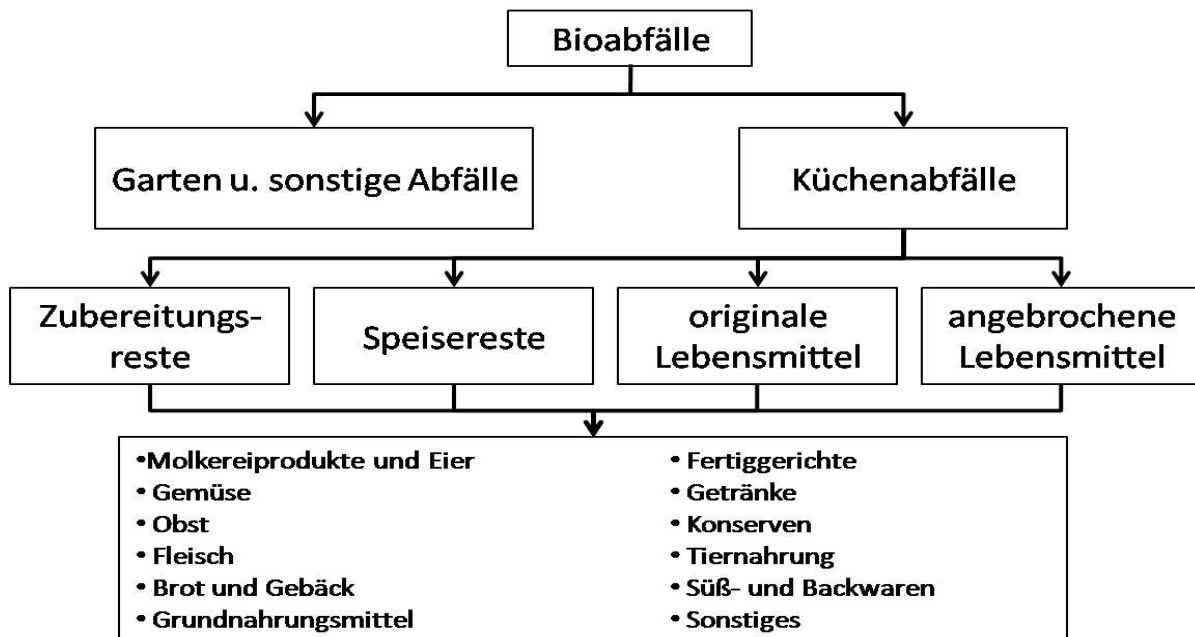 Bioabfälle
Garten u. sonstige Abfälle
Küchenabfälle
Zubereitungs-
reste
Speisereste
originale
Lebensmittel
angebrochene
Lebensmittel
•Molkereiprodukte und Eier
• Gemüse
• Obst
• Fleisch
• Brot und Gebäck
• Grundnahrungsmittel
• Fertiggerichte
• Getränke
• Konserven
• Tiernahrung
• Süß- und Backwaren
• Sonstiges